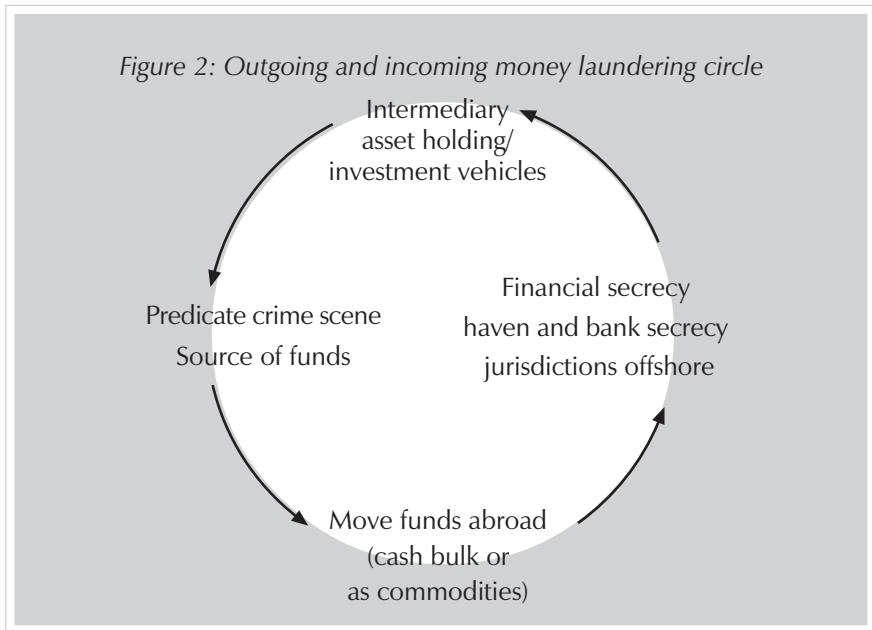 Figure 2: Outgoing and incoming money laundering circle
Intermediary
asset holding/
investment vehicles
Predicate crime scene
Source of funds
Financial secrecy
haven and bank secrecy
jurisdictions offshore
Move funds abroad
(cash bulk or
as commodities)